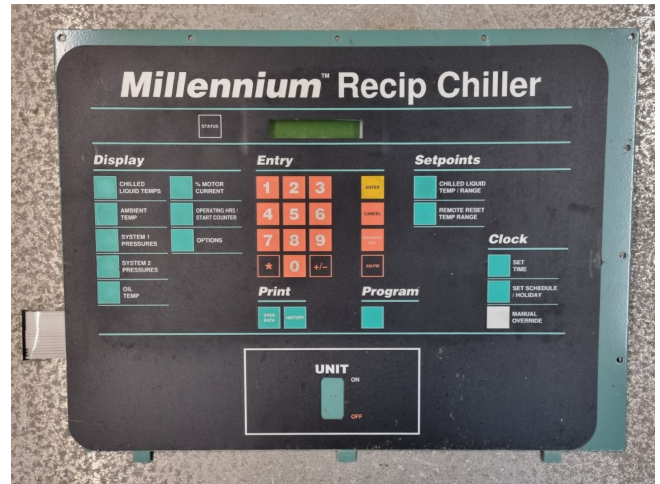 Millennium™ Recip Chiller
STATUS
Display
CHILLED
LIQUID TEMPS
% MOTOR
CURRENT
AMBIENT
TEMP
OPERATING HRS /
START COUNTER
SYSTEM 1
PRESSURES
OPTIONS
SYSTEM 2
PRESSURES
OIL
TEMP
Entry
1 2 3
ENTER
4 5 6
CANCEL
7 8 9
* 0 +/−
AM/PM
Setpoints
CHILLED LIQUID
TEMP / RANGE
REMOTE RESET
TEMP RANGE
Clock
SET
TIME
SET SCHEDULE
/ HOLIDAY
MANUAL
OVERRIDE
Print
OPER
DATA
HISTORY
Program
UNIT
ON
OFF